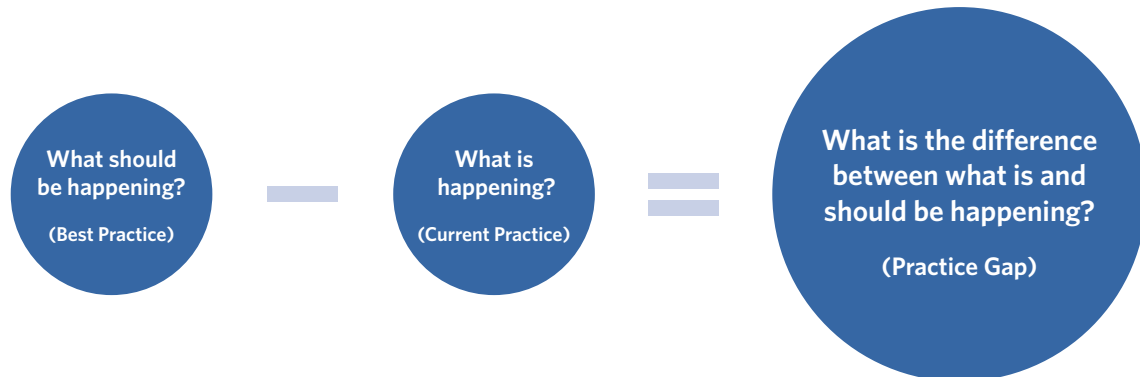 What should
be happening?
(Best Practice)
What is
happening?
(Current Practice)
What is the difference
between what is and
should be happening?
(Practice Gap)